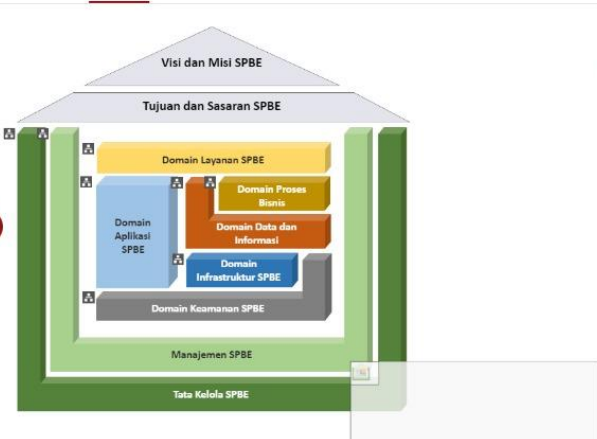 Visi dan Misi SPBE
Tujuan dan Sasaran SPBE
Domain Layanan SPBE
Domain Proses
Bisnis
Domain
Aplikasi
SPBE
Domain Data dan
Informasi
Domain
Infrastruktur SPBE
Domain Keamanan SPBE
Manajemen SPBE
Tata Kelola SPBE